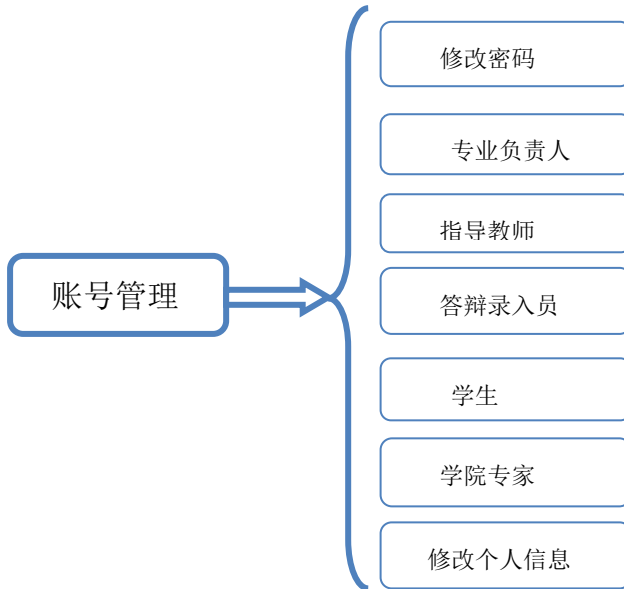 账号管理
修改密码
专业负责人
指导教师
答辩录入员
学生
学院专家
修改个人信息